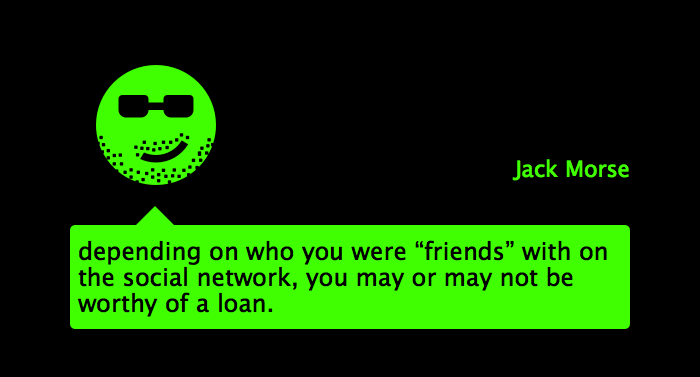 Jack Morse
depending on who you were “friends” with on
the social network, you may or may not be
worthy of a loan.